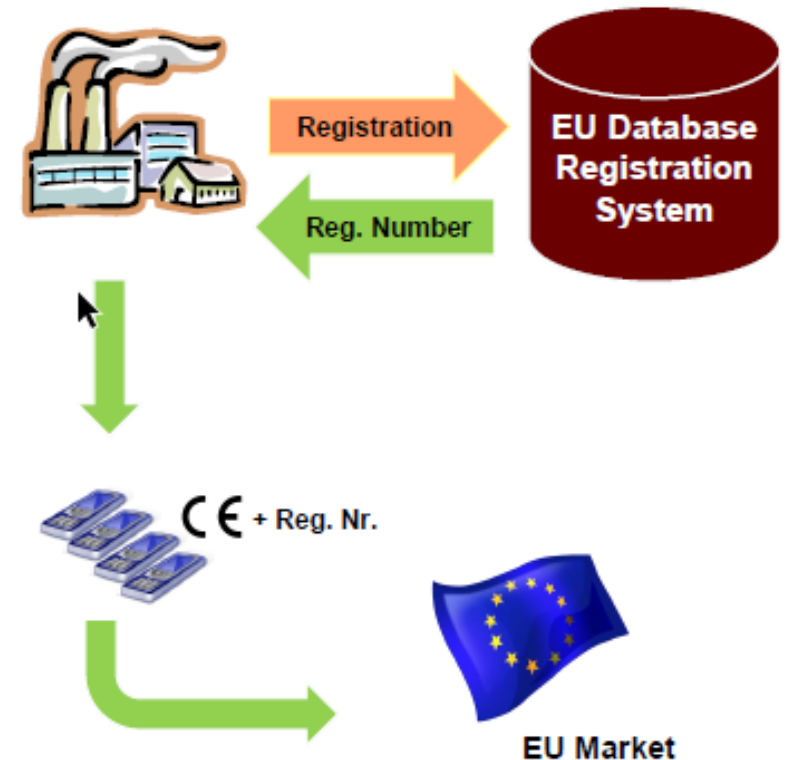 Registration
EU Database
Registration
System
Reg. Number
CE + Reg. Nr.
EU Market